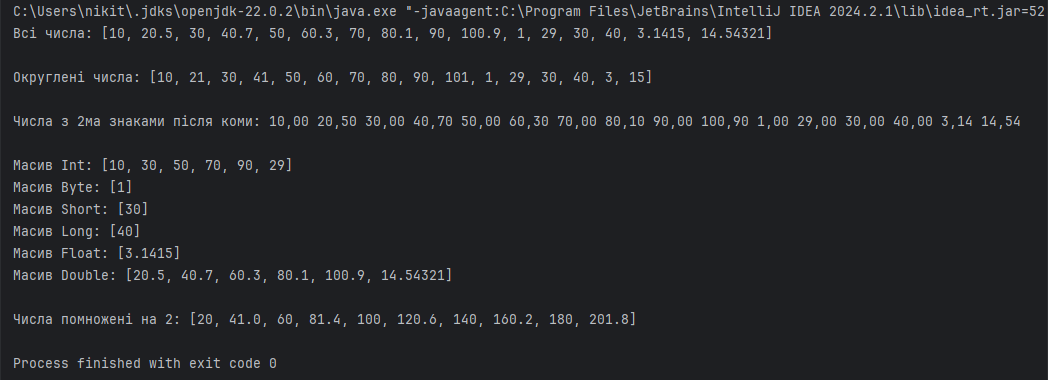 C:\Users\nikit\.jdks\openjdk-22.0.2\bin\java.exe "-javaagent:C:\Program Files\JetBrains\IntelliJ IDEA 2024.2.1\lib\idea_rt.jar=52
Всі числа: [10, 20.5, 30, 40.7, 50, 60.3, 70, 80.1, 90, 100.9, 1, 29, 30, 40, 3.1415, 14.54321]
Округлені числа: [10, 21, 30, 41, 50, 60, 70, 80, 90, 101, 1, 29, 30, 40, 3, 15]
Числа з 2ма знаками після коми: 10,00 20,50 30,00 40,70 50,00 60,30 70,00 80,10 90,00 100,90 1,00 29,00 30,00 40,00 3,14 14,54
Масив Int: [10, 30, 50, 70, 90, 29]
Масив Byte: [1]
Масив Short: [30]
Масив Long: [40]
Масив Float: [3.1415]
Масив Double: [20.5, 40.7, 60.3, 80.1, 100.9, 14.54321]
Числа помножені на 2: [20, 41.0, 60, 81.4, 100, 120.6, 140, 160.2, 180, 201.8]
Process finished with exit code 0